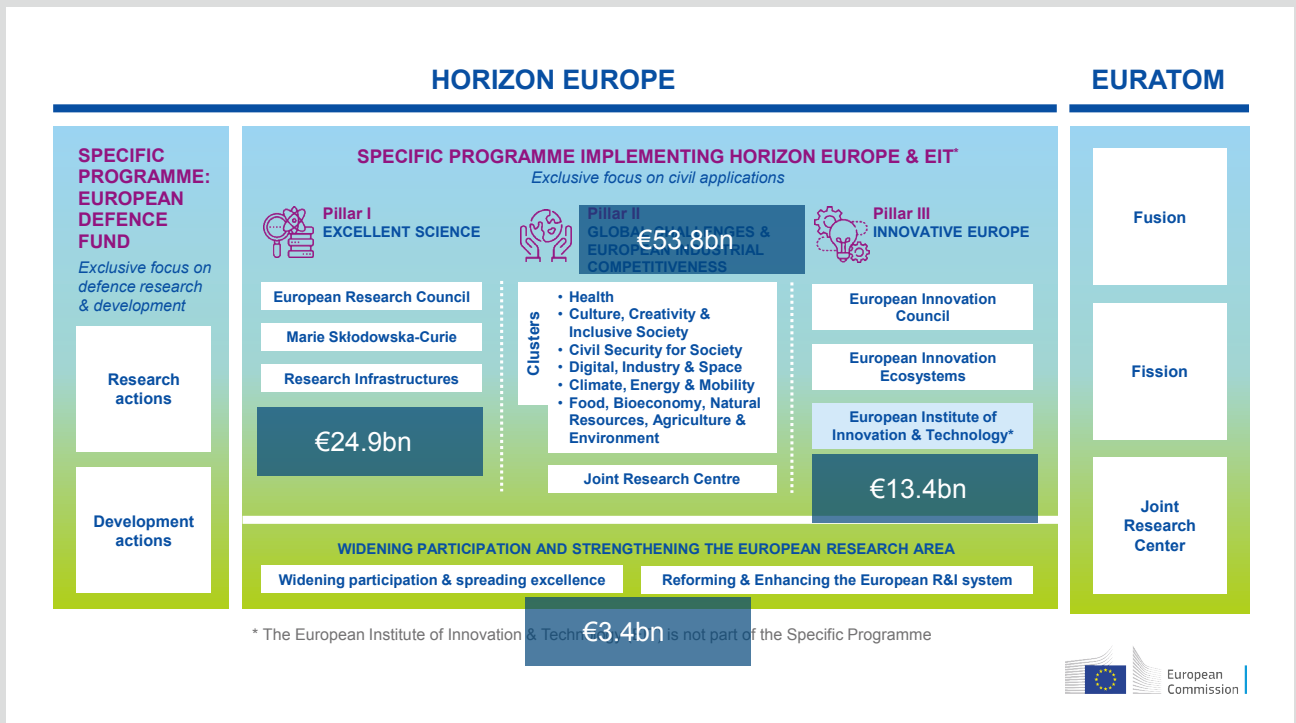 HORIZON EUROPE
EURATOM
SPECIFIC
PROGRAMME:
EUROPEAN
DEFENCE
FUND
Exclusive focus on
defence research
& development
Research
actions
Development
actions
SPECIFIC PROGRAMME IMPLEMENTING HORIZON EUROPE & EIT*
Exclusive focus on civil applications
Pillar I
EXCELLENT SCIENCE
European Research Council
Marie Skłodowska-Curie
Research Infrastructures
€24.9bn
Pillar II
GLOBAL CHALLENGES &
EUROPEAN INDUSTRIAL
COMPETITIVENESS
€53.8bn
Clusters
• Health
• Culture, Creativity &
Inclusive Society
• Civil Security for Society
• Digital, Industry & Space
• Climate, Energy & Mobility
• Food, Bioeconomy, Natural
Resources, Agriculture &
Environment
Joint Research Centre
Pillar III
INNOVATIVE EUROPE
European Innovation
Council
European Innovation
Ecosystems
European Institute of
Innovation & Technology*
€13.4bn
WIDENING PARTICIPATION AND STRENGTHENING THE EUROPEAN RESEARCH AREA
Widening participation & spreading excellence
Reforming & Enhancing the European R&I system
€3.4bn
* The European Institute of Innovation & Technology is not part of the Specific Programme
Fusion
Fission
Joint
Research
Center
European
Commission